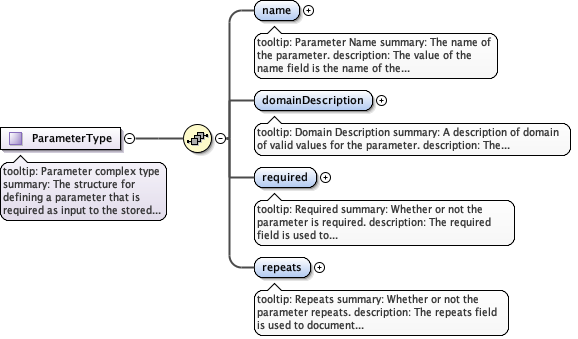 name
tooltip: Parameter Name summary: The name of
the parameter. description: The value of the
name field is the name of the...
domainDescription
tooltip: Domain Description summary: A description of domain
of valid values for the parameter. description: The...
ParameterType
tooltip: Parameter complex type
summary: The structure for
defining a parameter that is
required as input to the stored...
required
tooltip: Required summary: Whether or not the
parameter is required. description: The required
field is used to...
repeats
tooltip: Repeats summary: Whether or not the
parameter repeats. description: The repeats field
is used to document...